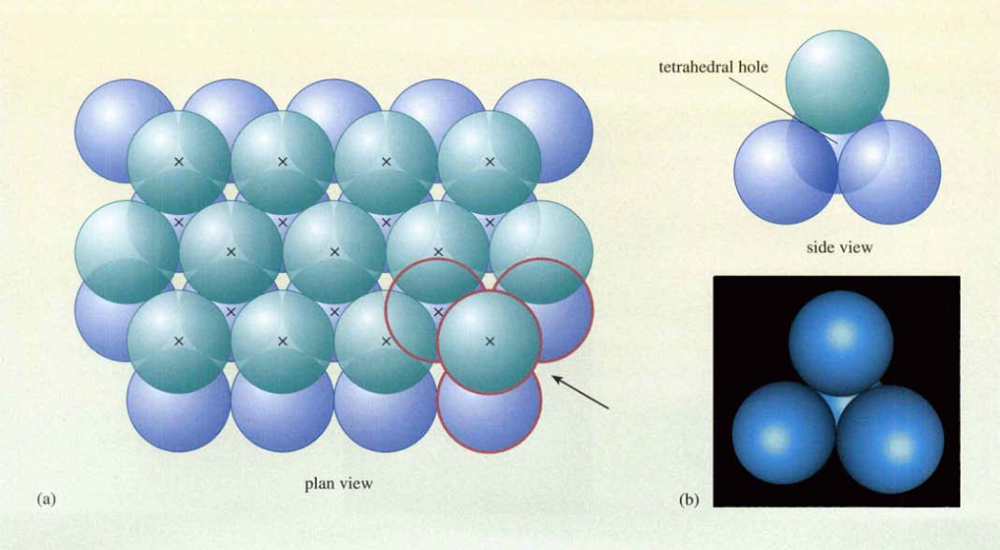 tetrahedral hole
side view
plan view
(a)
(b)